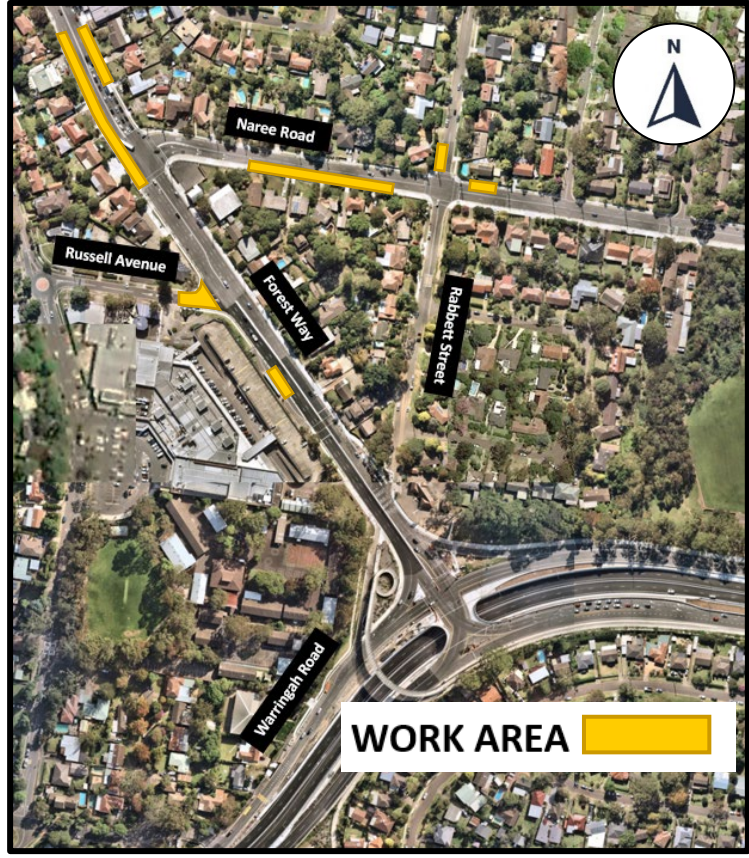 N
Naree Road
Russell Avenue
Forest Way
Rabbett Street
Warringah Road
WORK AREA